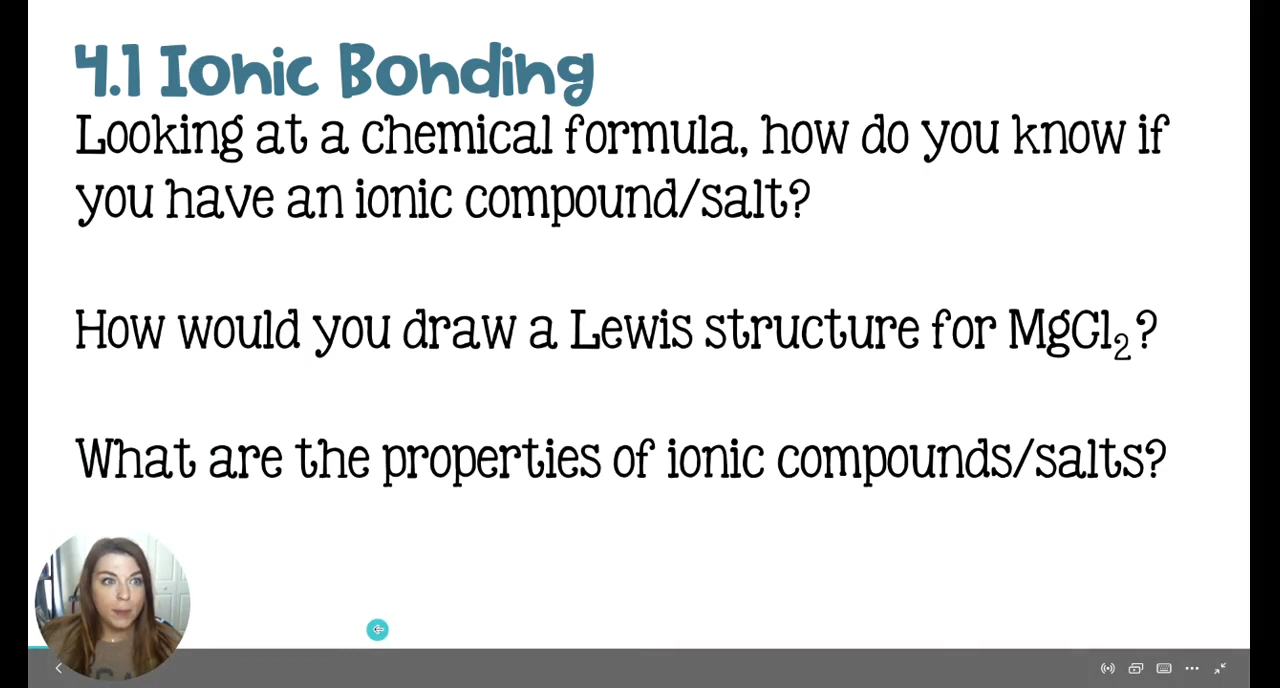 4.1 Ionic Bonding
Looking at a chemical formula, how do you know if
you have an ionic compound/salt?
How would you draw a Lewis structure for MgCl₂?
What are the properties of ionic compounds/salts?